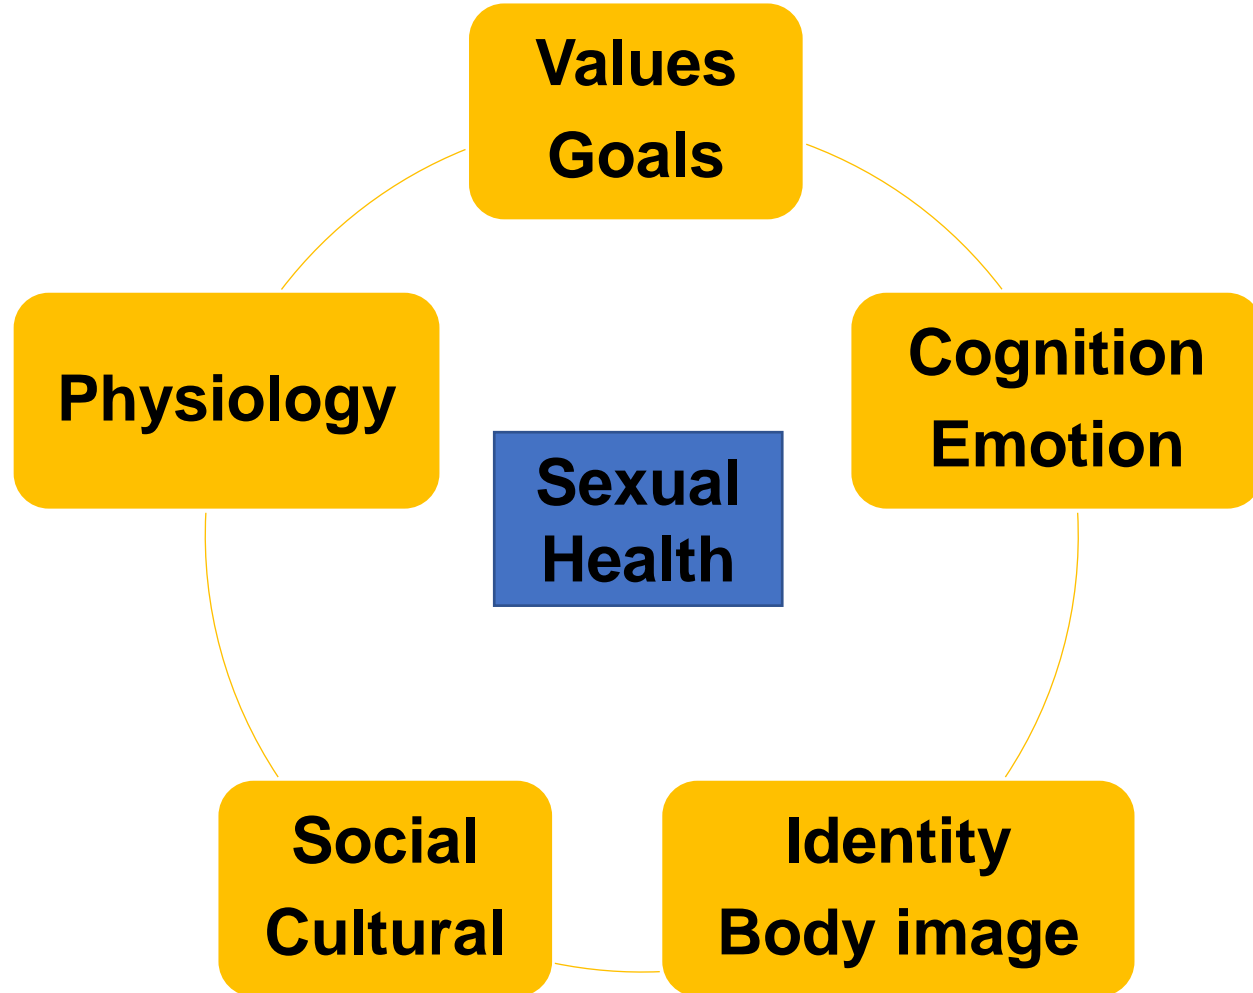 Values
Goals
Cognition
Emotion
Identity
Body image
Social
Cultural
Physiology
Sexual
Health